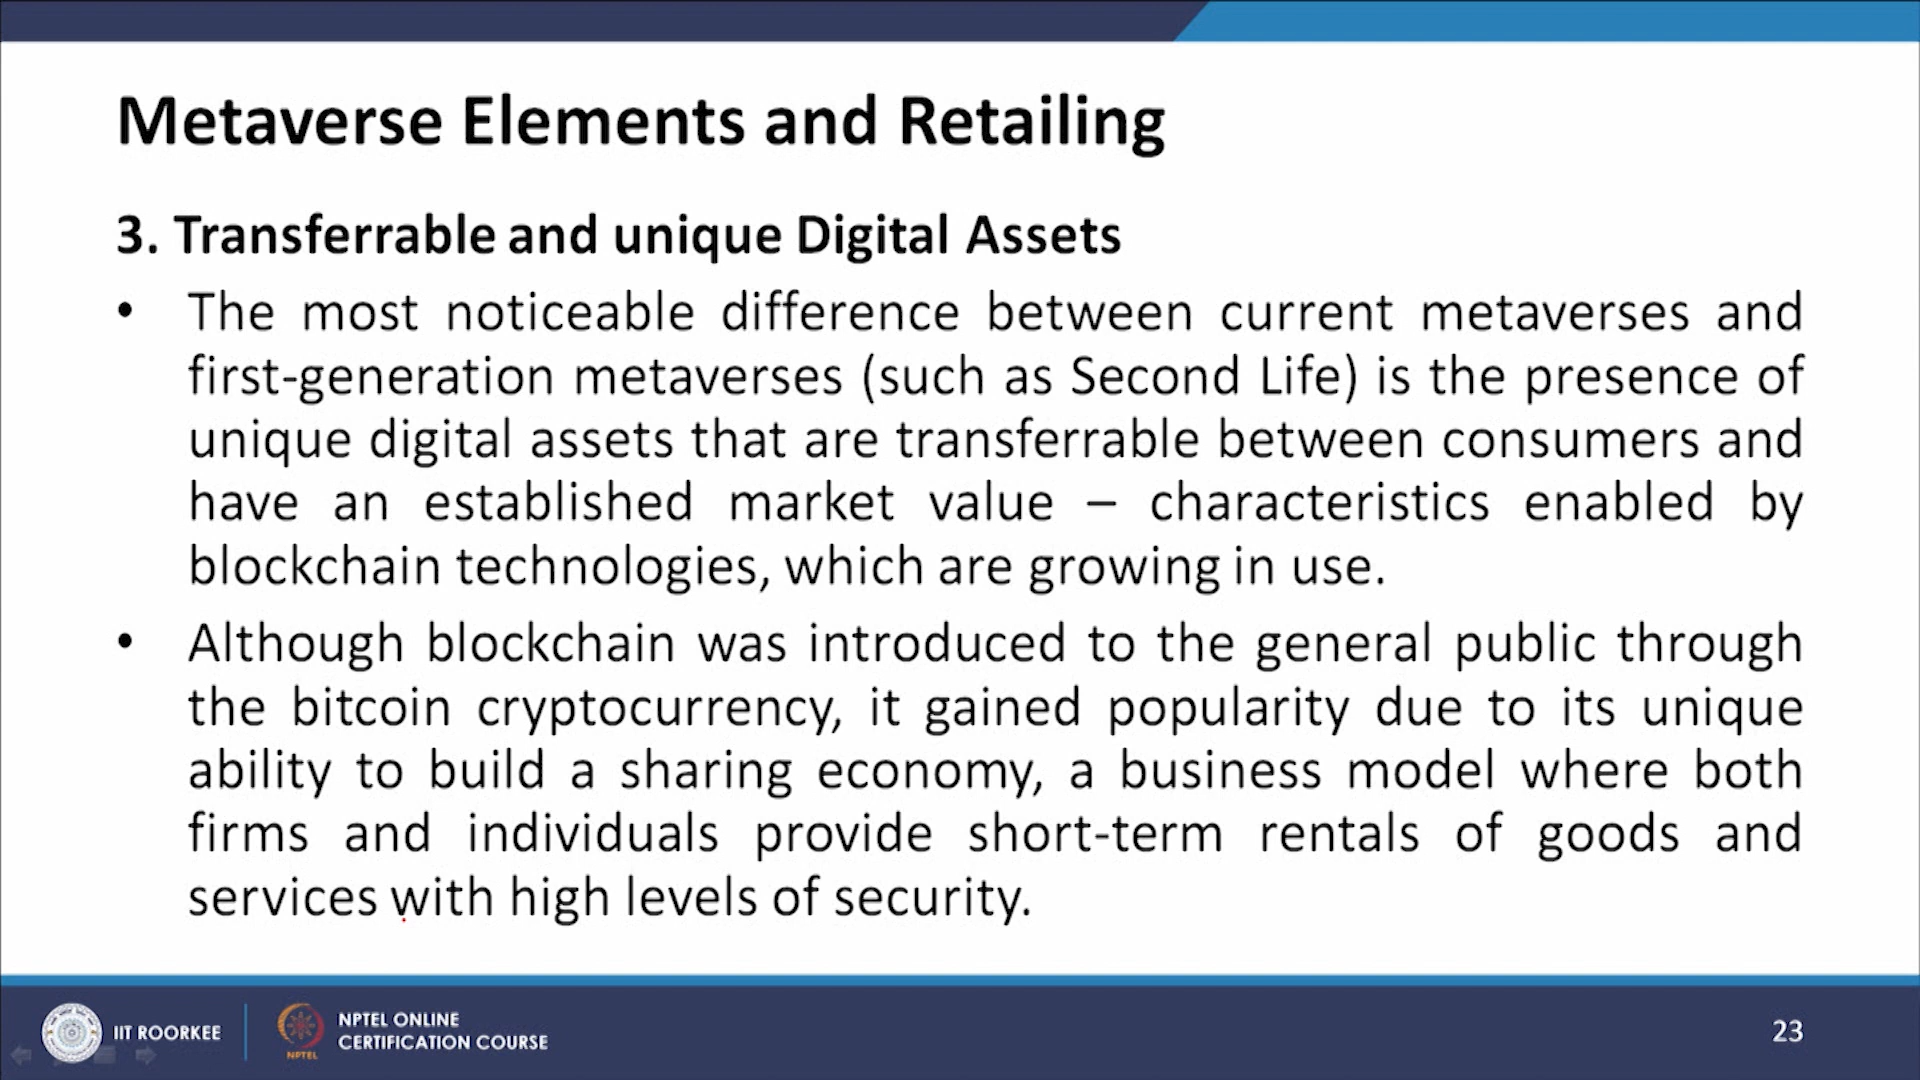 Metaverse Elements and Retailing
3. Transferrable and unique Digital Assets
• The most noticeable difference between current metaverses and
first-generation metaverses (such as Second Life) is the presence of
unique digital assets that are transferrable between consumers and
have an established market value – characteristics enabled by
blockchain technologies, which are growing in use.
• Although blockchain was introduced to the general public through
the bitcoin cryptocurrency, it gained popularity due to its unique
ability to build a sharing economy, a business model where both
firms and individuals provide short-term rentals of goods and
services with high levels of security.
IIT ROORKEE
NPTEL
NPTEL ONLINE
CERTIFICATION COURSE
23